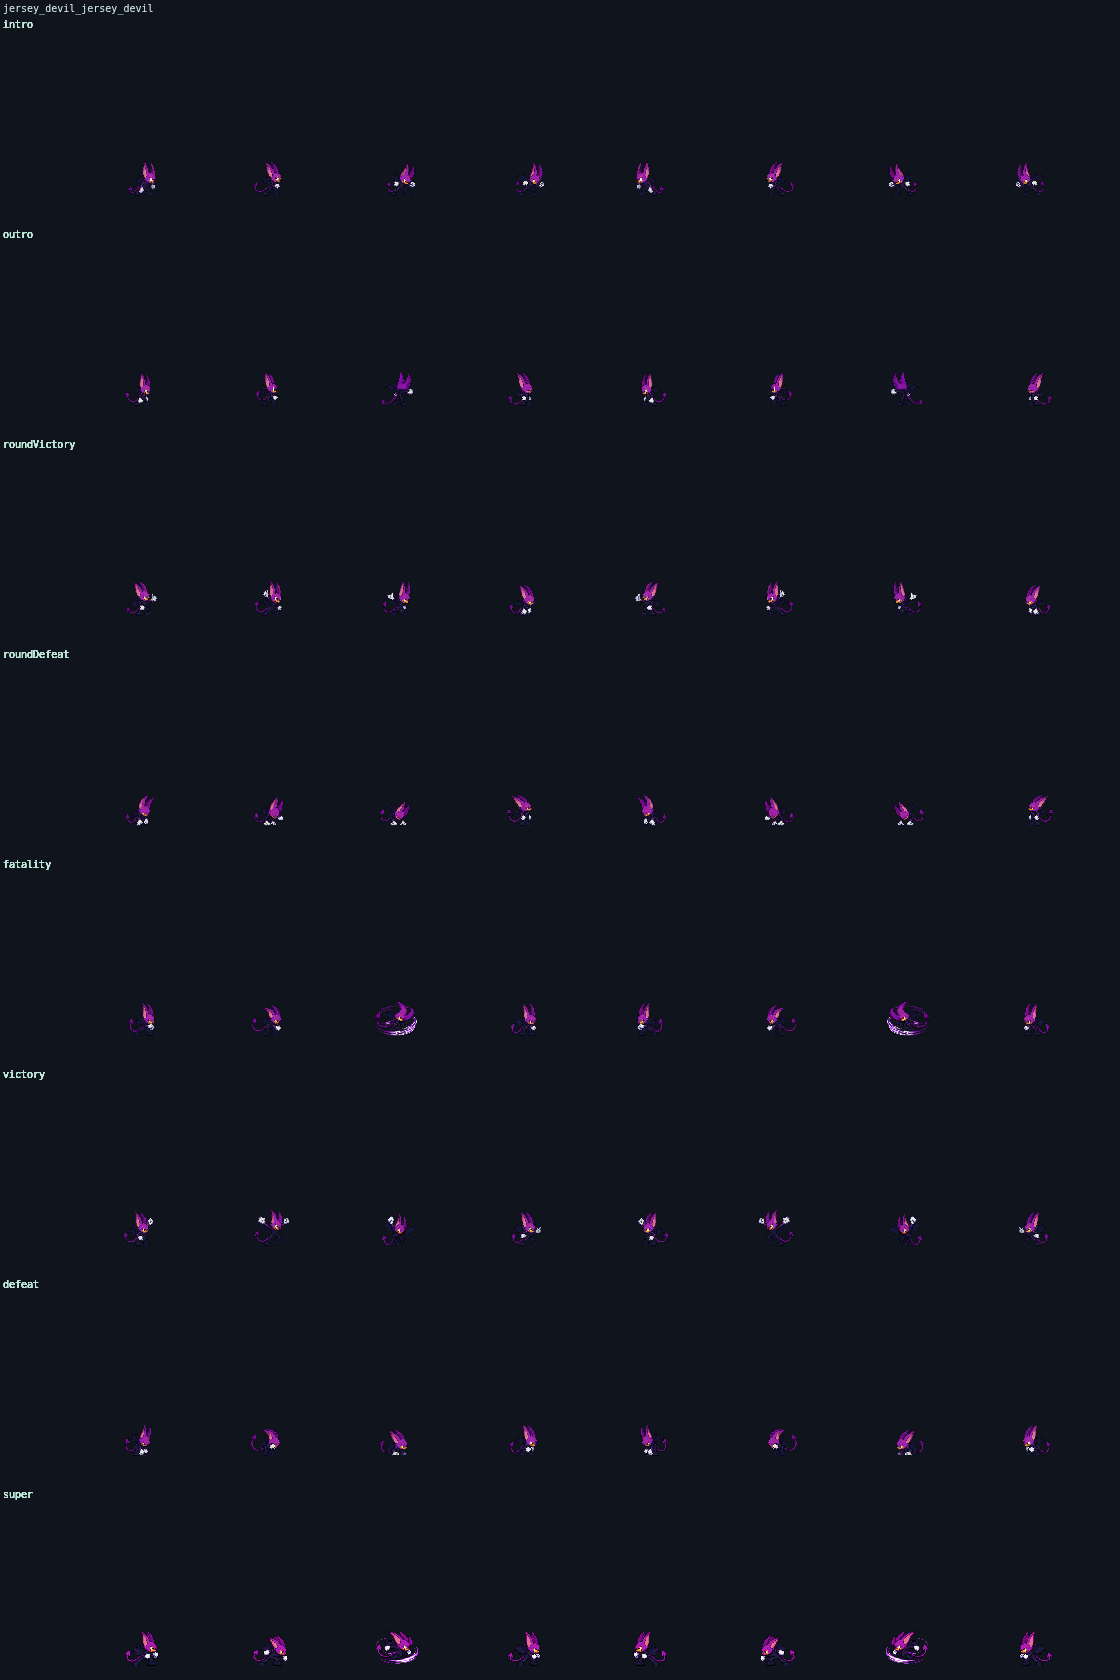 jersey_devil_jersey_devil
intro
outro
roundVictory
roundDefeat
fatality
victory
defeat
super